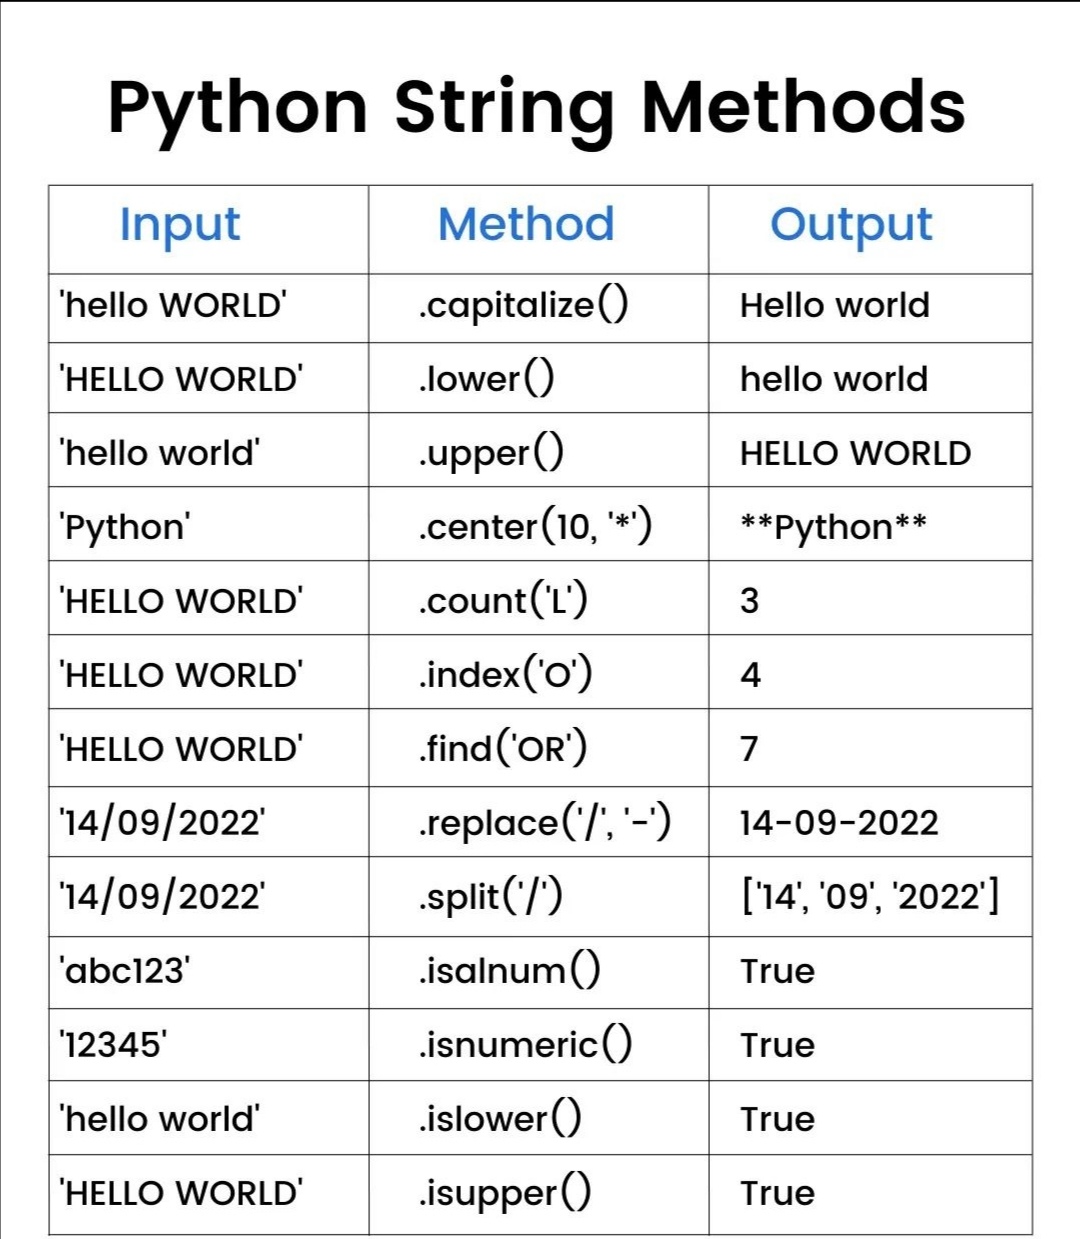 Python String Methods
Input Method Output
'hello WORLD' .capitalize() Hello world
'HELLO WORLD' .lower() hello world
'hello world' .upper() HELLO WORLD
'Python' .center(10, '*') **Python**
'HELLO WORLD' .count('L') 3
'HELLO WORLD' .index('O') 4
'HELLO WORLD' .find('OR') 7
'14/09/2022' .replace('/', '-') 14-09-2022
'14/09/2022' .split('/') ['14', '09', '2022']
'abc123' .isalnum() True
'12345' .isnumeric() True
'hello world' .islower() True
'HELLO WORLD' .isupper() True